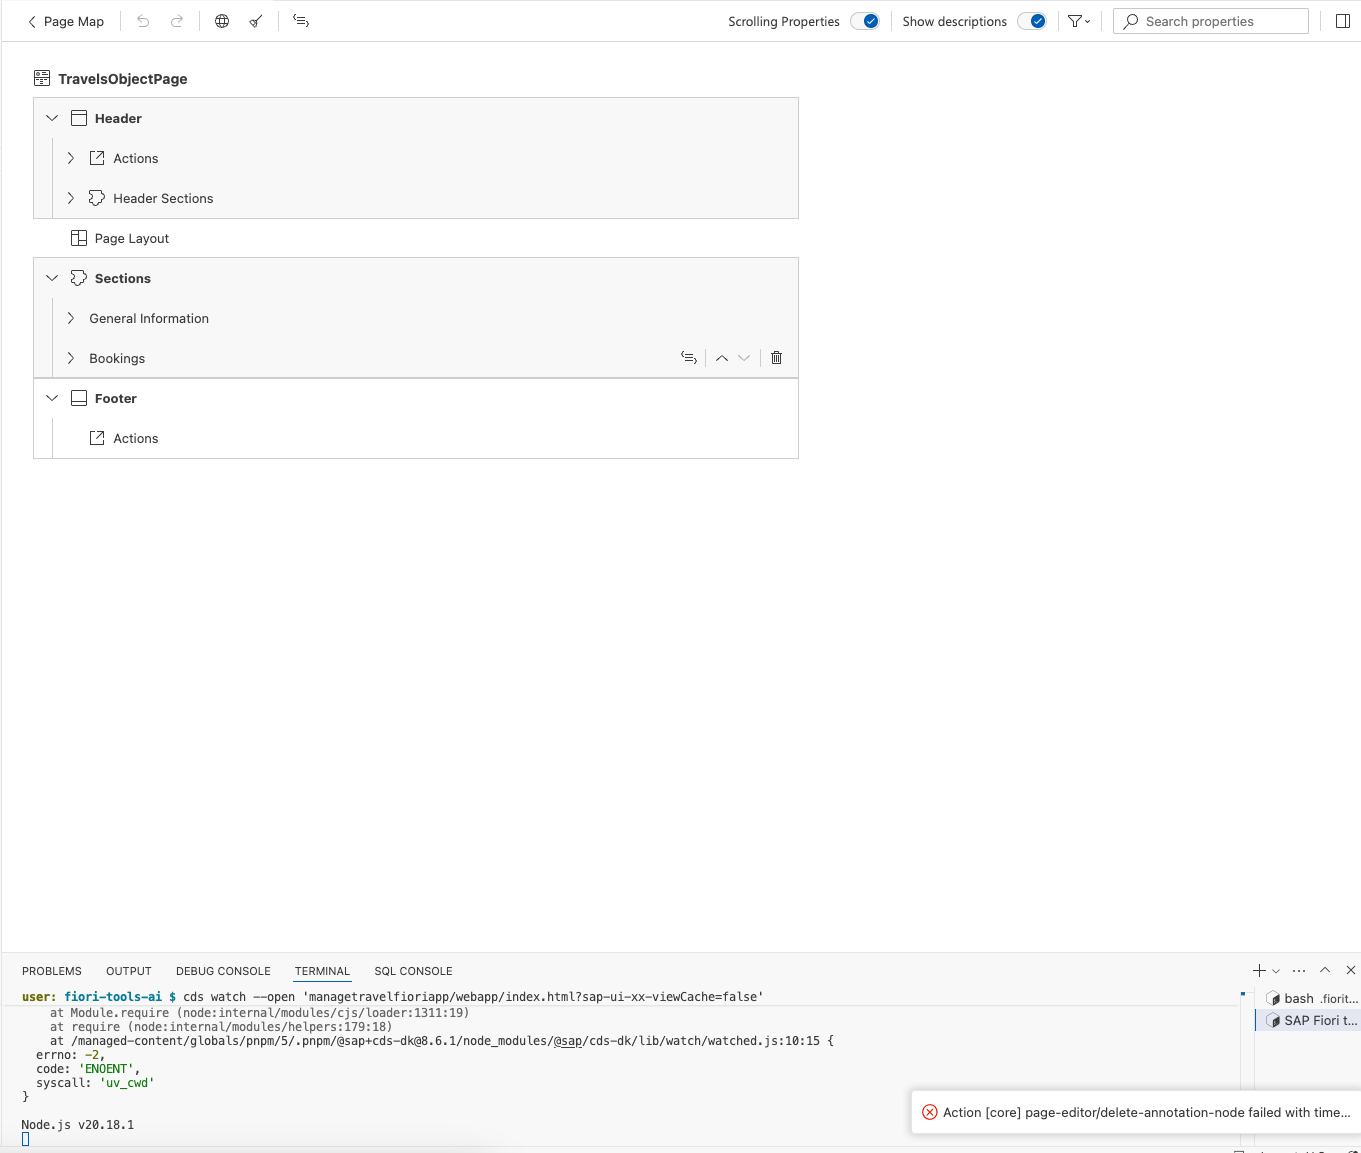 Page Map
Scrolling Properties
Show descriptions
Search properties
TravelsObjectPage
Header
Actions
Header Sections
Page Layout
Sections
General Information
Bookings
Footer
Actions
PROBLEMS OUTPUT DEBUG CONSOLE TERMINAL SQL CONSOLE
user: fiori-tools-ai $ cds watch --open 'managetravelfioriapp/webapp/index.html?sap-ui-xx-viewCache=false'
at Module.require (node:internal/modules/cjs/loader:1311:19)
at require (node:internal/modules/helpers:179:18)
at /managed-content/globals/pnpm/5/.pnpm/@sap+cds-dk@8.6.1/node_modules/@sap/cds-dk/lib/watch/watched.js:10:15 {
errno: -2,
code: 'ENOENT',
syscall: 'uv_cwd'
}
Node.js v20.18.1
bash .fiorit...
SAP Fiori t...
Action [core] page-editor/delete-annotation-node failed with time...